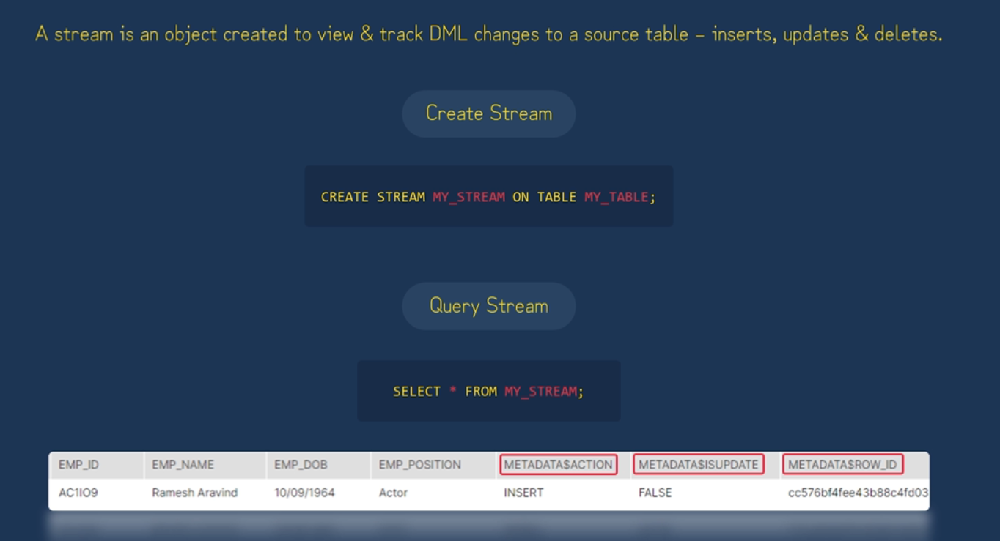 A stream is an object created to view & track DML changes to a source table – inserts, updates & deletes.
Create Stream
CREATE STREAM MY_STREAM ON TABLE MY_TABLE;
Query Stream
SELECT * FROM MY_STREAM;
EMP_ID EMP_NAME EMP_DOB EMP_POSITION METADATA$ACTION METADATA$ISUPDATE METADATA$ROW_ID
AC1IO9 Ramesh Aravind 10/09/1964 Actor INSERT FALSE cc576bf4fee43b88c4fd03